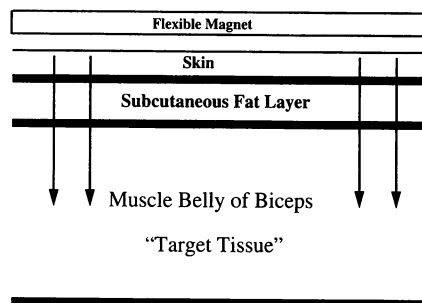 Flexible Magnet
Skin
Subcutaneous Fat Layer
Muscle Belly of Biceps
“Target Tissue”